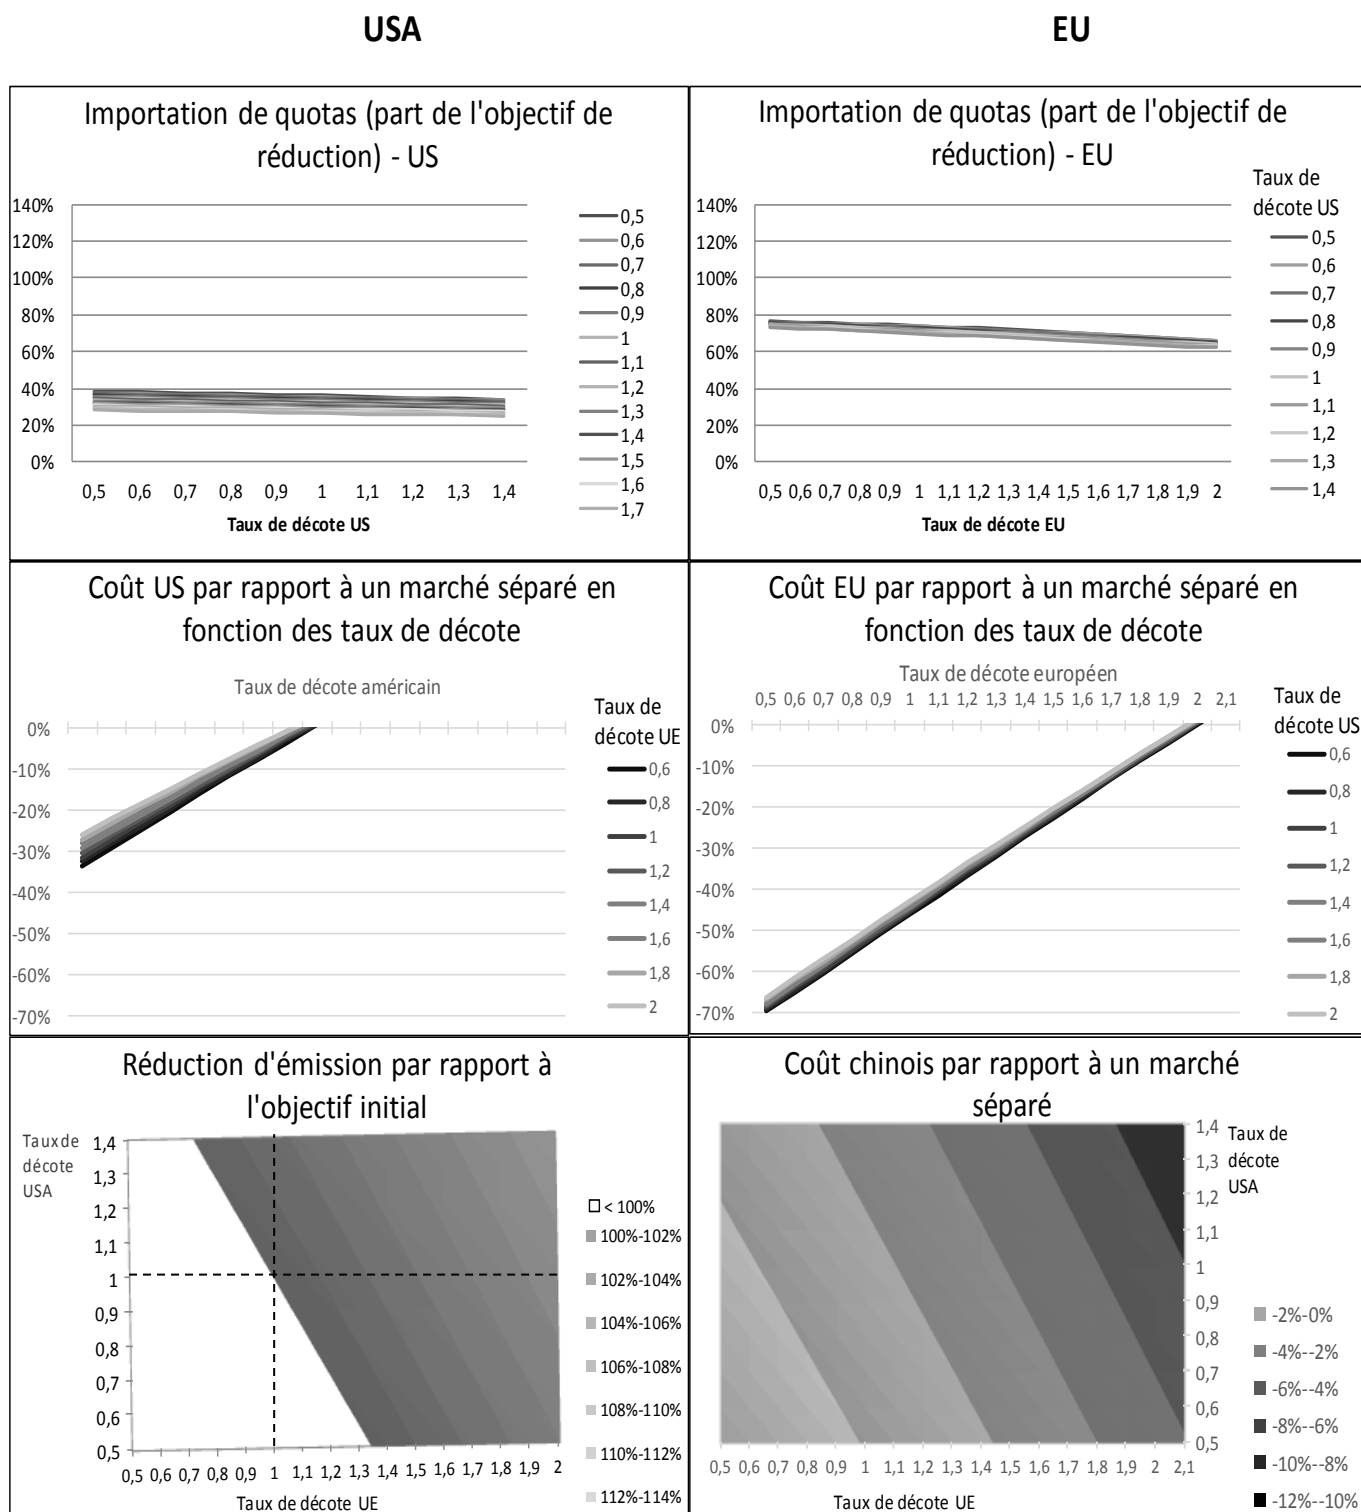 USA
EU
Importation de quotas (part de l'objectif de
réduction) - US
140%
120%
100%
80%
60%
40%
20%
0%
0,5 0,6 0,7 0,8 0,9 1 1,1 1,2 1,3 1,4
Taux de décote US
0,5
0,6
0,7
0,8
0,9
1
1,1
1,2
1,3
1,4
1,5
1,6
1,7
Importation de quotas (part de l'objectif de
réduction) - EU
140%
120%
100%
80%
60%
40%
20%
0%
0,5 0,6 0,7 0,8 0,9 1 1,1 1,2 1,3 1,4 1,5 1,6 1,7 1,8 1,9 2
Taux de décote EU
Taux de
décote US
0,5
0,6
0,7
0,8
0,9
1
1,1
1,2
1,3
1,4
Coût US par rapport à un marché séparé en
fonction des taux de décote
Taux de décote américain
0%
-10%
-20%
-30%
-40%
-50%
-60%
-70%
Taux de
décote UE
0,6
0,8
1
1,2
1,4
1,6
1,8
2
Coût EU par rapport à un marché séparé en
fonction des taux de décote
Taux de décote européen
0,5 0,6 0,7 0,8 0,9 1 1,1 1,2 1,3 1,4 1,5 1,6 1,7 1,8 1,9 2 2,1
0%
-10%
-20%
-30%
-40%
-50%
-60%
-70%
Taux de
décote US
0,6
0,8
1
1,2
1,4
1,6
1,8
2
Réduction d'émission par rapport à
l'objectif initial
Taux de
décote
USA
1,4
1,3
1,2
1,1
1
0,9
0,8
0,7
0,6
0,5
0,5 0,6 0,7 0,8 0,9 1 1,1 1,2 1,3 1,4 1,5 1,6 1,7 1,8 1,9 2
Taux de décote UE
< 100%
100%-102%
102%-104%
104%-106%
106%-108%
108%-110%
110%-112%
112%-114%
Coût chinois par rapport à un marché
séparé
1,4
1,3
1,2
1,1
1
0,9
0,8
0,7
0,6
0,5
Taux de
décote
USA
0,5 0,6 0,7 0,8 0,9 1 1,1 1,2 1,3 1,4 1,5 1,6 1,7 1,8 1,9 2 2,1
Taux de décote UE
-2%-0%
-4%--2%
-6%--4%
-8%--6%
-10%--8%
-12%--10%